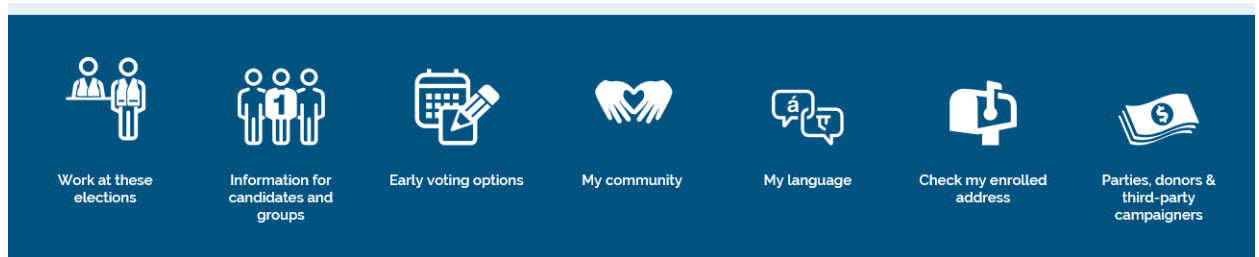 1
á
ए
$
Work at these
elections
Information for
candidates and
groups
Early voting options
My community
My language
Check my enrolled
address
Parties, donors &
third-party
campaigners